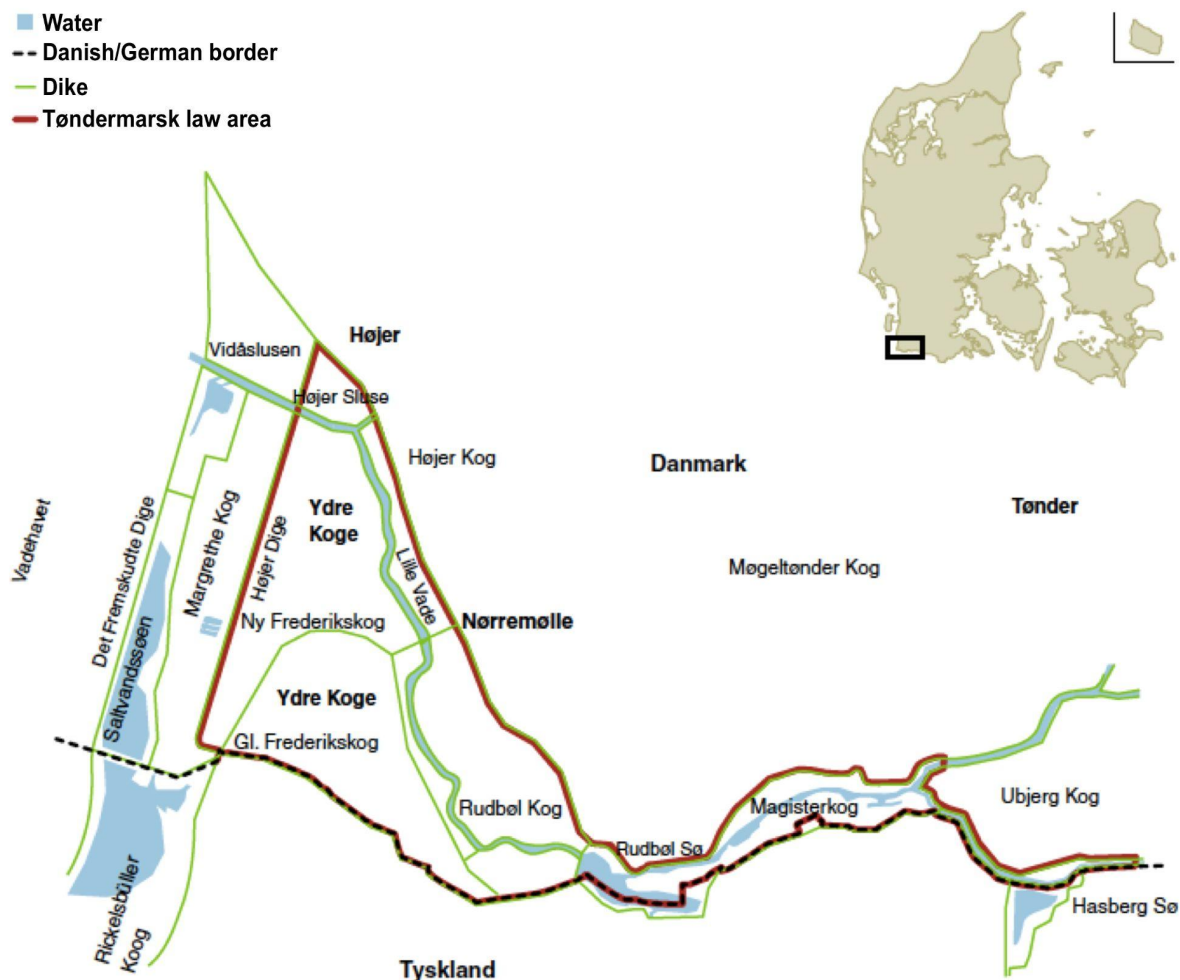 Water
Danish/German border
Dike
Tøndermarsk law area
Højer
Vidåslusen
Højer Sluse
Højer Kog
Danmark
Tønder
Ydre
Koge
Vadehavet
Det Fremskudte Dige
Margrethe Kog
Højer Dige
Lille Vade
Møgeltønder Kog
Ny Frederikskog
Nørremølle
Saltvandssøen
Ydre Koge
Gl. Frederikskog
Rudbøl Kog
Magisterkog
Ubjerg Kog
Rudbøl Sø
Rickelsbüller
Koog
Hasberg Sø
Tyskland